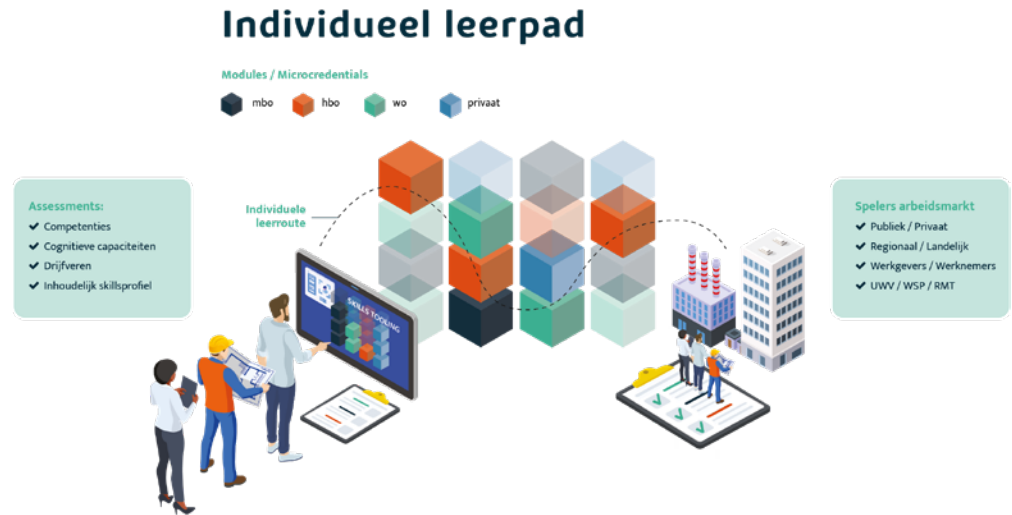 Individueel leerpad
Modules / Microcredentials
mbo
hbo
wo
privaat
Assessments:
Competenties
Cognitieve capaciteiten
Drijfveren
Inhoudelijk skillsprofiel
Individuele
leerroute
SKILLS TOOLING
Spelers arbeidsmarkt
Publiek / Privaat
Regionaal / Landelijk
Werkgevers / Werknemers
UWV / WSP / RMT